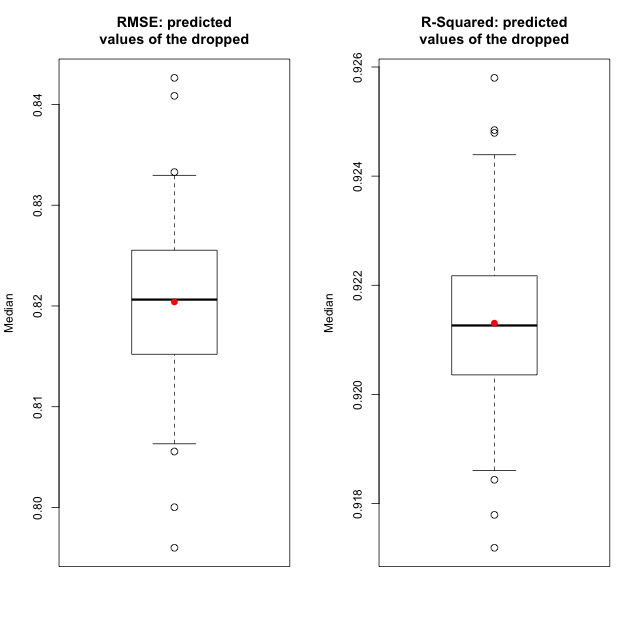 RMSE: predicted
values of the dropped
Median
0.84
0.83
0.82
0.81
0.80
R-Squared: predicted
values of the dropped
Median
0.926
0.924
0.922
0.920
0.918